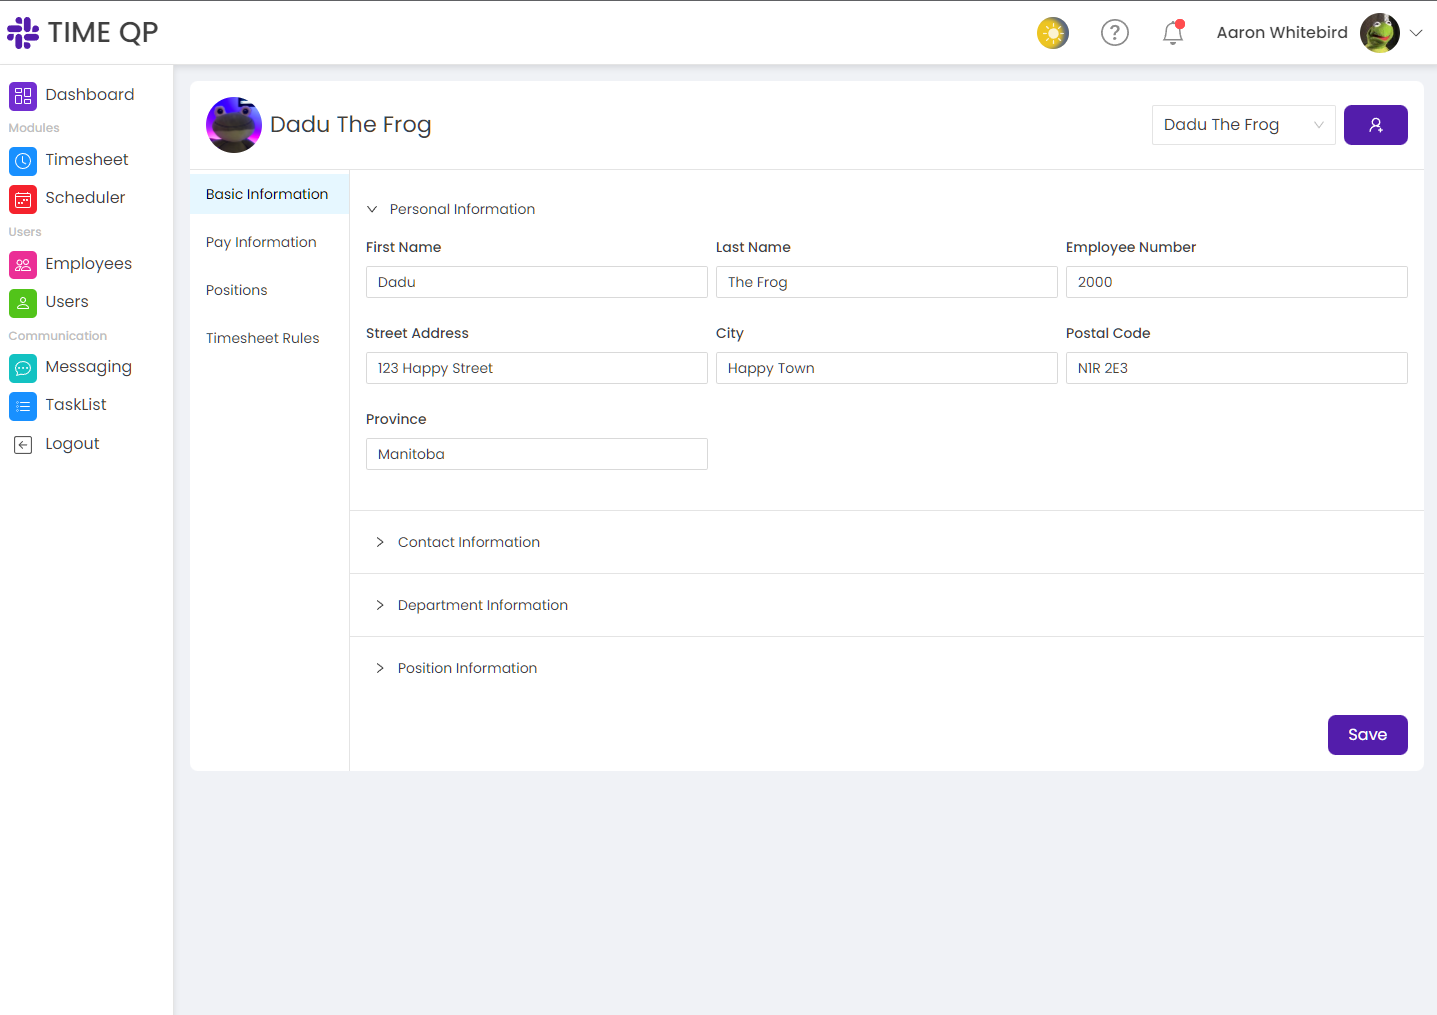 TIME QP
?
Aaron Whitebird
Dashboard
Modules
Timesheet
Scheduler
Users
Employees
Users
Communication
Messaging
TaskList
Logout
Dadu The Frog
Dadu The Frog
Basic Information
Pay Information
Positions
Timesheet Rules
Personal Information
First Name Last Name Employee Number
Dadu The Frog 2000
Street Address City Postal Code
123 Happy Street Happy Town N1R 2E3
Province
Manitoba
Contact Information
Department Information
Position Information
Save